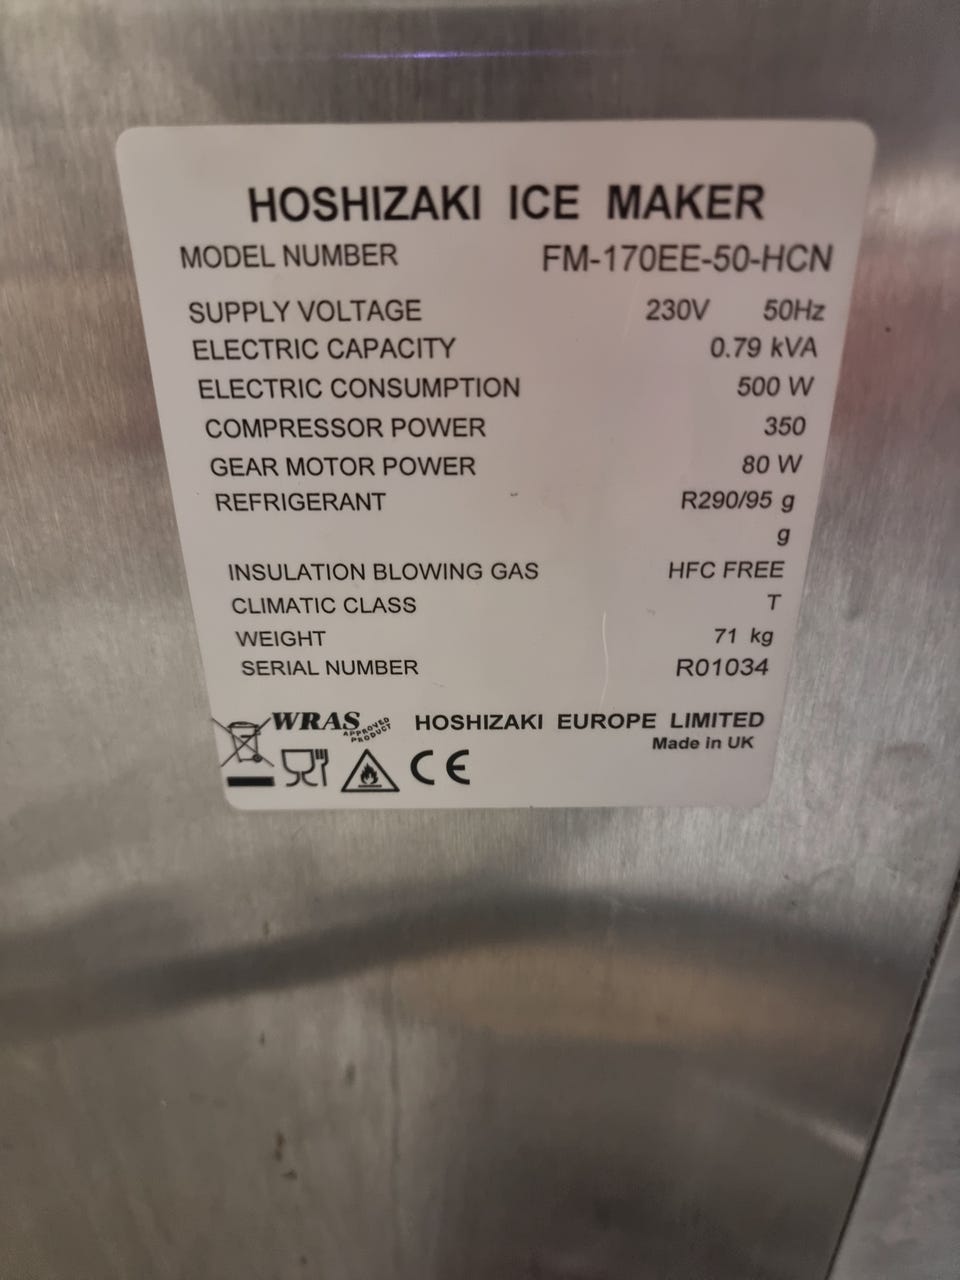 HOSHIZAKI ICE MAKER
MODEL NUMBER FM-170EE-50-HCN
SUPPLY VOLTAGE 230V 50Hz
ELECTRIC CAPACITY 0.79 kVA
ELECTRIC CONSUMPTION 500 W
COMPRESSOR POWER 350
GEAR MOTOR POWER 80 W
REFRIGERANT R290/95 g
g
INSULATION BLOWING GAS HFC FREE
CLIMATIC CLASS T
WEIGHT 71 kg
SERIAL NUMBER R01034
WRAS APPROVED PRODUCT HOSHIZAKI EUROPE LIMITED
Made in UK
CE